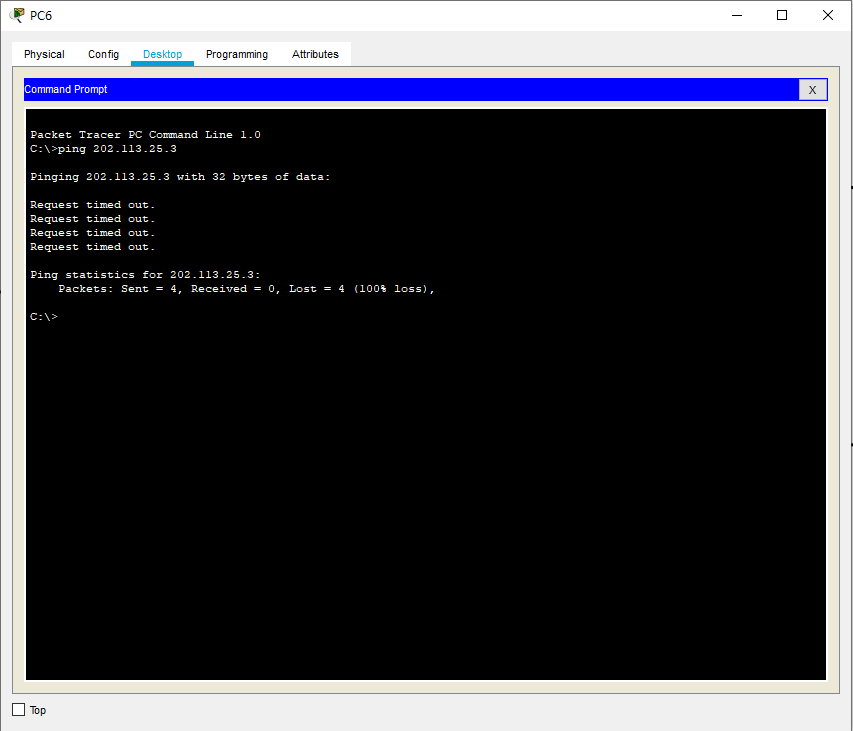 PC6
Physical Config Desktop Programming Attributes
Command Prompt X
Packet Tracer PC Command Line 1.0
C:\>ping 202.113.25.3
Pinging 202.113.25.3 with 32 bytes of data:
Request timed out.
Request timed out.
Request timed out.
Request timed out.
Ping statistics for 202.113.25.3:
    Packets: Sent = 4, Received = 0, Lost = 4 (100% loss),
C:\>
Top